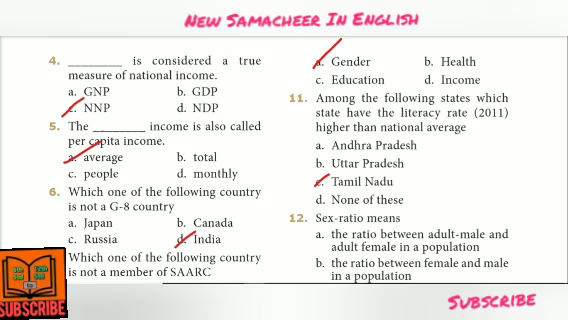 New Samacheer In English
4. ________ is considered a true
measure of national income.
a. GNP b. GDP
c. NNP d. NDP
5. The ________ income is also called
per capita income.
a. average b. total
c. people d. monthly
6. Which one of the following country
is not a G-8 country
a. Japan b. Canada
c. Russia d. India
Which one of the following country
is not a member of SAARC
a. Gender b. Health
c. Education d. Income
11. Among the following states which
state have the literacy rate (2011)
higher than national average
a. Andhra Pradesh
b. Uttar Pradesh
c. Tamil Nadu
d. None of these
12. Sex-ratio means
a. the ratio between adult-male and
adult female in a population
b. the ratio between female and male
in a population
SUBSCRIBE
Subscribe